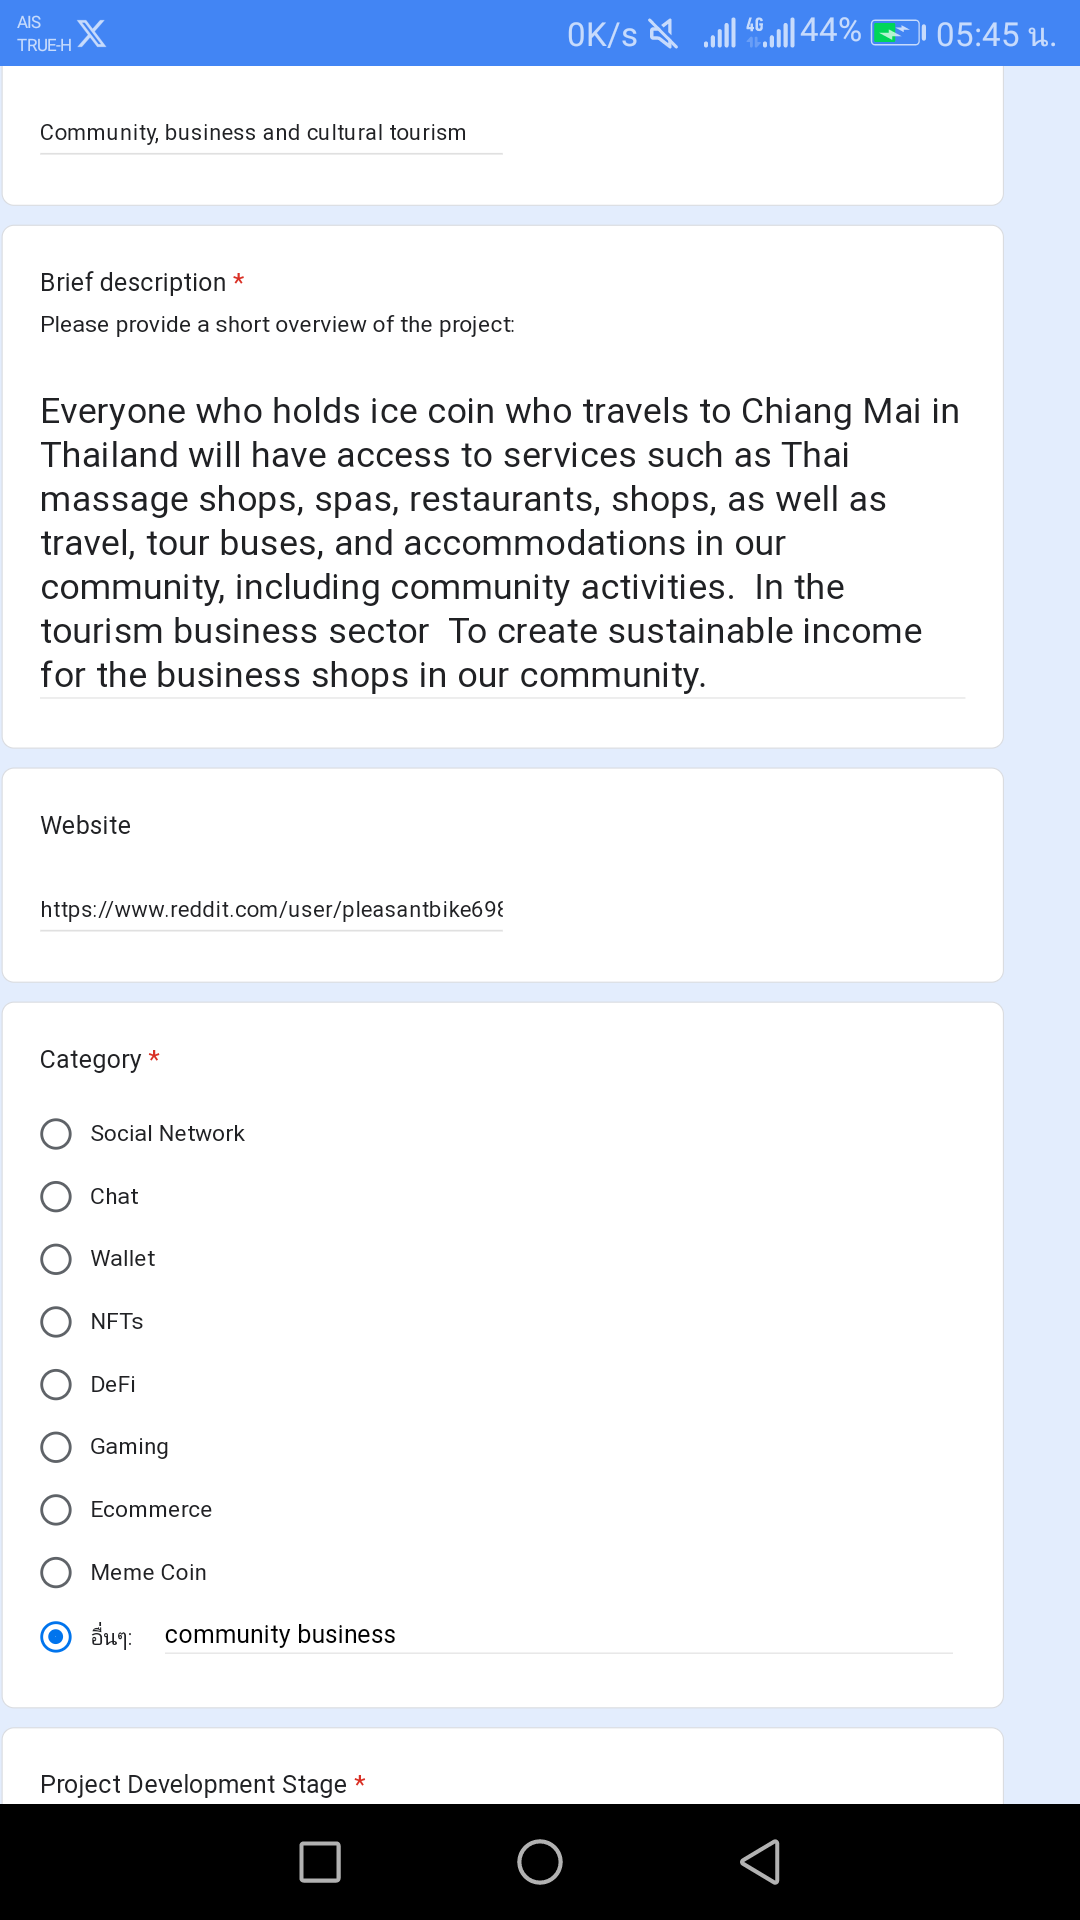 AIS
TRUE-H
0K/s 4G 44% 05:45 น.
Community, business and cultural tourism
Brief description *
Please provide a short overview of the project:
Everyone who holds ice coin who travels to Chiang Mai in
Thailand will have access to services such as Thai
massage shops, spas, restaurants, shops, as well as
travel, tour buses, and accommodations in our
community, including community activities.  In the
tourism business sector  To create sustainable income
for the business shops in our community.
Website
https://www.reddit.com/user/pleasantbike698
Category *
Social Network
Chat
Wallet
NFTs
DeFi
Gaming
Ecommerce
Meme Coin
อื่นๆ: community business
Project Development Stage *